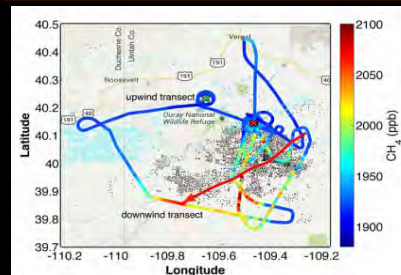 40.5
40.4
40.3
40.2
40.1
40
39.9
39.8
39.7
Latitude
-110.2
-110
-109.8
-109.6
-109.4
-109.2
Longitude
Duchesne Co.
Uintah Co.
Roosevelt
Vernal
191
191
191
40
upwind transect
Ouray National
Wildlife Refuge
downwind transect
2100
2050
2000
1950
1900
CH4 (ppb)